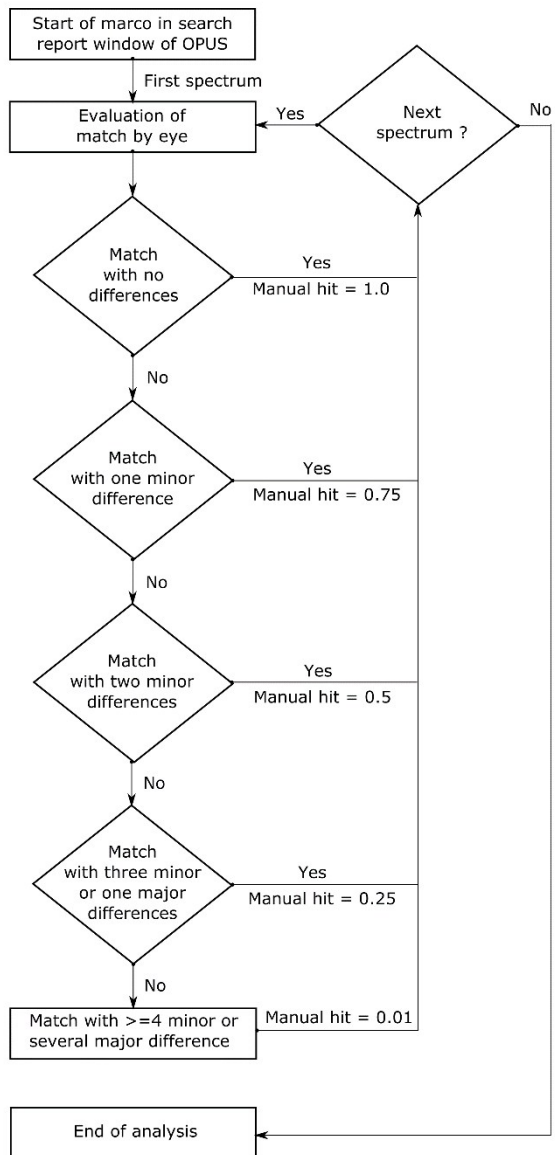 Start of marco in search
report window of OPUS
First spectrum
Evaluation of
match by eye
Yes
Next
spectrum ?
No
Match
with no
differences
Yes
Manual hit = 1.0
No
Match
with one minor
difference
Yes
Manual hit = 0.75
No
Match
with two minor
differences
Yes
Manual hit = 0.5
No
Match
with three minor
or one major
differences
Yes
Manual hit = 0.25
No
Match with >=4 minor or
several major difference
Manual hit = 0.01
End of analysis